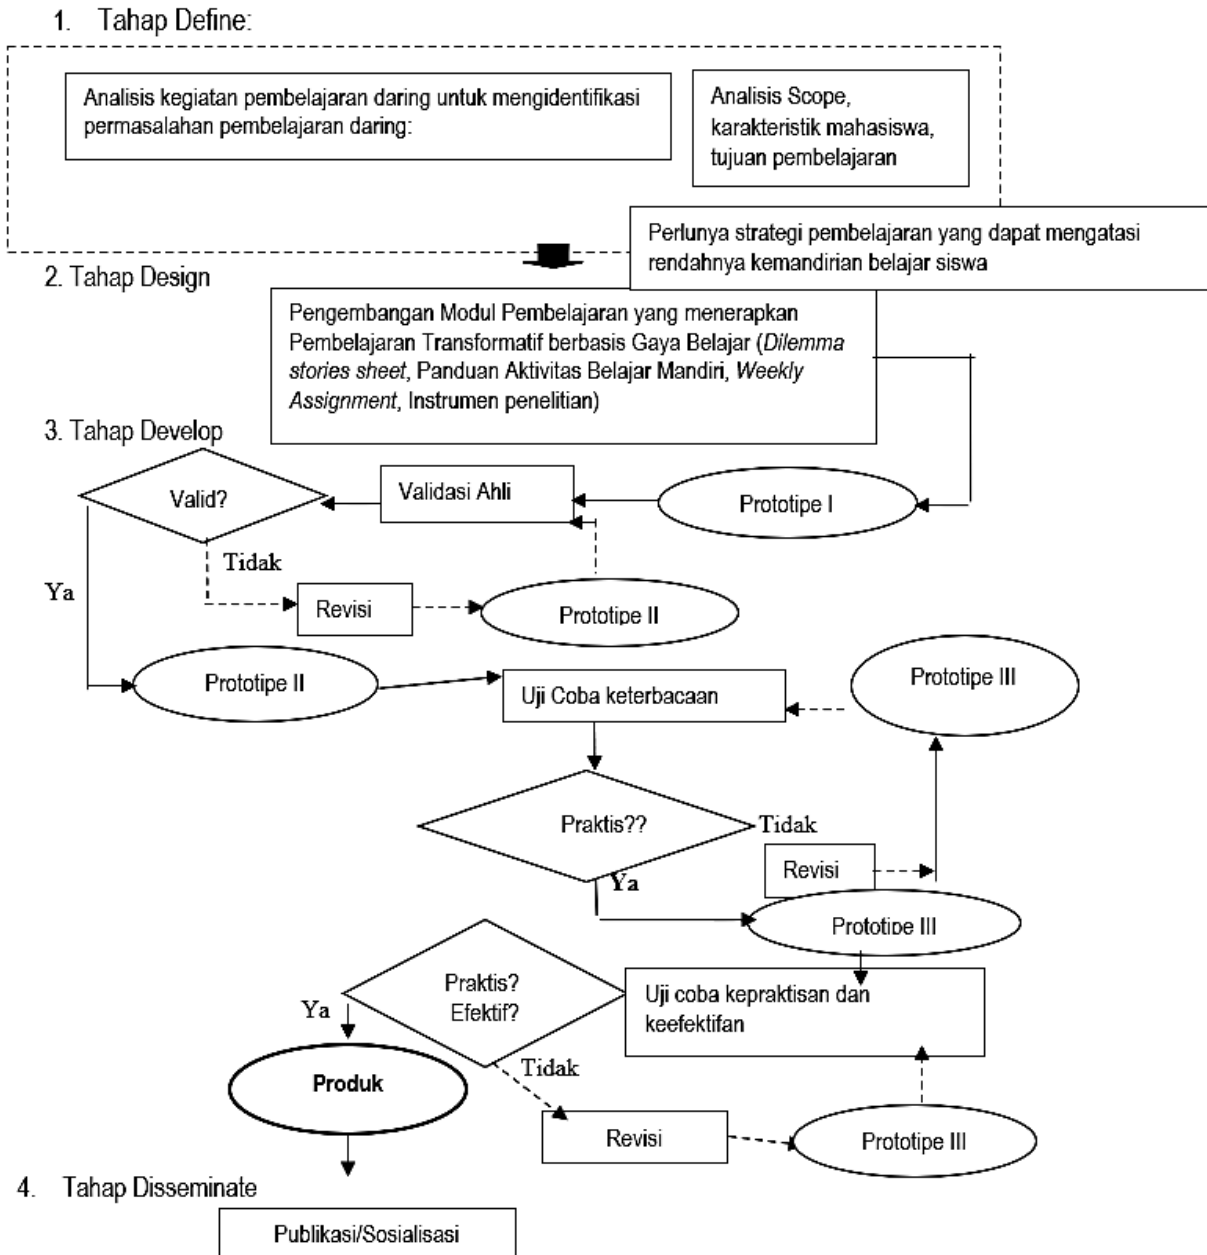 1. Tahap Define:
Analisis kegiatan pembelajaran daring untuk mengidentifikasi
permasalahan pembelajaran daring:
Analisis Scope,
karakteristik mahasiswa,
tujuan pembelajaran
Perlunya strategi pembelajaran yang dapat mengatasi
rendahnya kemandirian belajar siswa
2. Tahap Design
Pengembangan Modul Pembelajaran yang menerapkan
Pembelajaran Transformatif berbasis Gaya Belajar (Dilemma
stories sheet, Panduan Aktivitas Belajar Mandiri, Weekly
Assignment, Instrumen penelitian)
3. Tahap Develop
Valid?
Validasi Ahli
Prototipe I
Tidak
Ya
Revisi
Prototipe II
Prototipe II
Uji Coba keterbacaan
Prototipe III
Praktis??
Tidak
Revisi
Ya
Prototipe III
Praktis?
Efektif?
Uji coba kepraktisan dan
keefektifan
Ya
Tidak
Produk
Revisi
Prototipe III
4. Tahap Disseminate
Publikasi/Sosialisasi